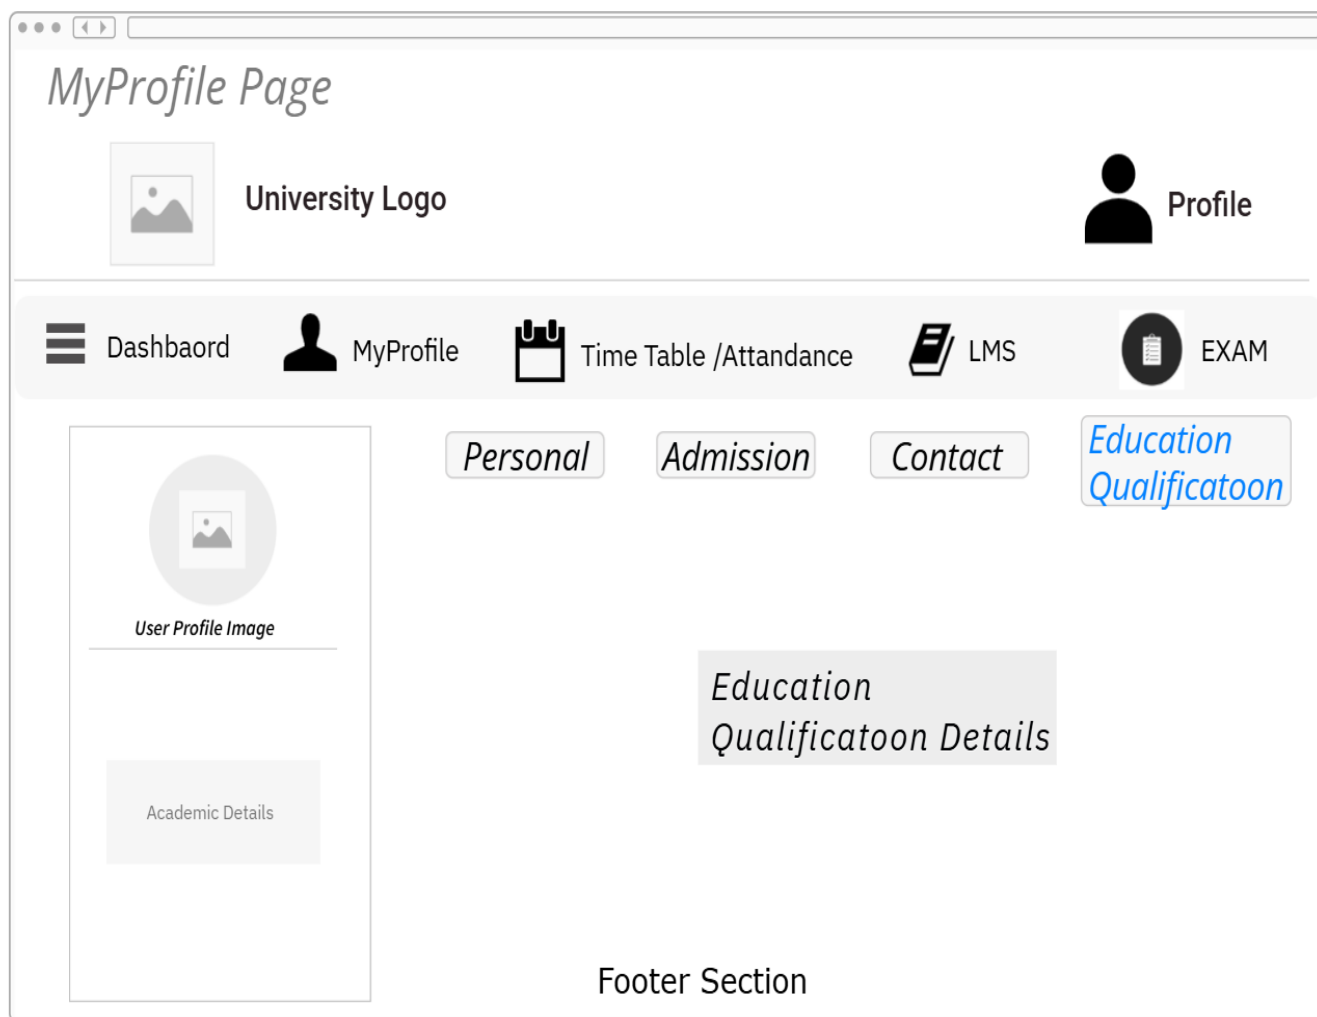 MyProfile Page
University Logo
Profile
Dashbaord
MyProfile
Time Table /Attandance
LMS
EXAM
Personal
Admission
Contact
Education
Qualificatoon
User Profile Image
Education
Qualificatoon Details
Academic Details
Footer Section